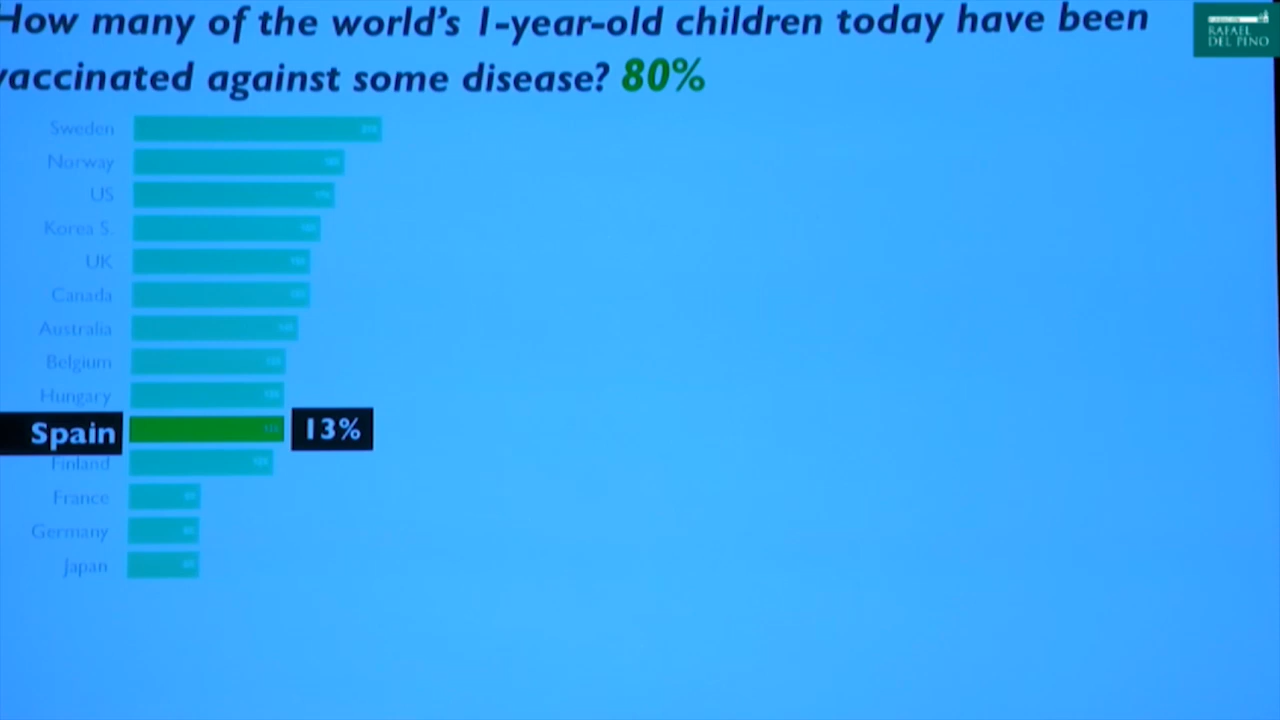 How many of the world's 1-year-old children today have been
vaccinated against some disease? 80%
FUNDACIÓN
RAFAEL
DEL PINO
Sweden
Norway
US
Korea S.
UK
Canada
Australia
Belgium
Hungary
Spain 13%
Finland
France
Germany
Japan